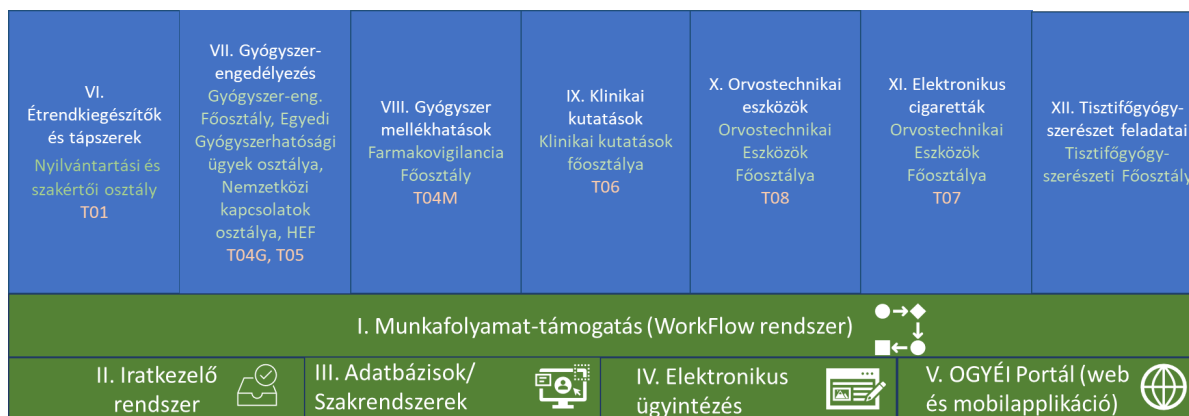 VI.
Étrendkiegészítők
és tápszerek
Nyilvántartási és
szakértői osztály
T01
VII. Gyógyszer-
engedélyezés
Gyógyszer-eng.
Főosztály, Egyedi
Gyógyszerhatósági
ügyek osztálya,
Nemzetközi
kapcsolatok
osztálya, HEF
T04G, T05
VIII. Gyógyszer
mellékhatások
Farmakovigilancia
Főosztály
T04M
IX. Klinikai
kutatások
Klinikai kutatások
főosztálya
T06
X. Orvostechnikai
eszközök
Orvostechnikai
Eszközök
Főosztálya
T08
XI. Elektronikus
cigaretták
Orvostechnikai
Eszközök
Főosztálya
T07
XII. Tisztifőgyógy-
szerészet feladatai
Tisztifőgyógy-
szerészeti Főosztály
I. Munkafolyamat-támogatás (WorkFlow rendszer)
II. Iratkezelő
rendszer
III. Adatbázisok/
Szakrendszerek
IV. Elektronikus
ügyintézés
V. OGYÉI Portál (web
és mobilapplikáció)